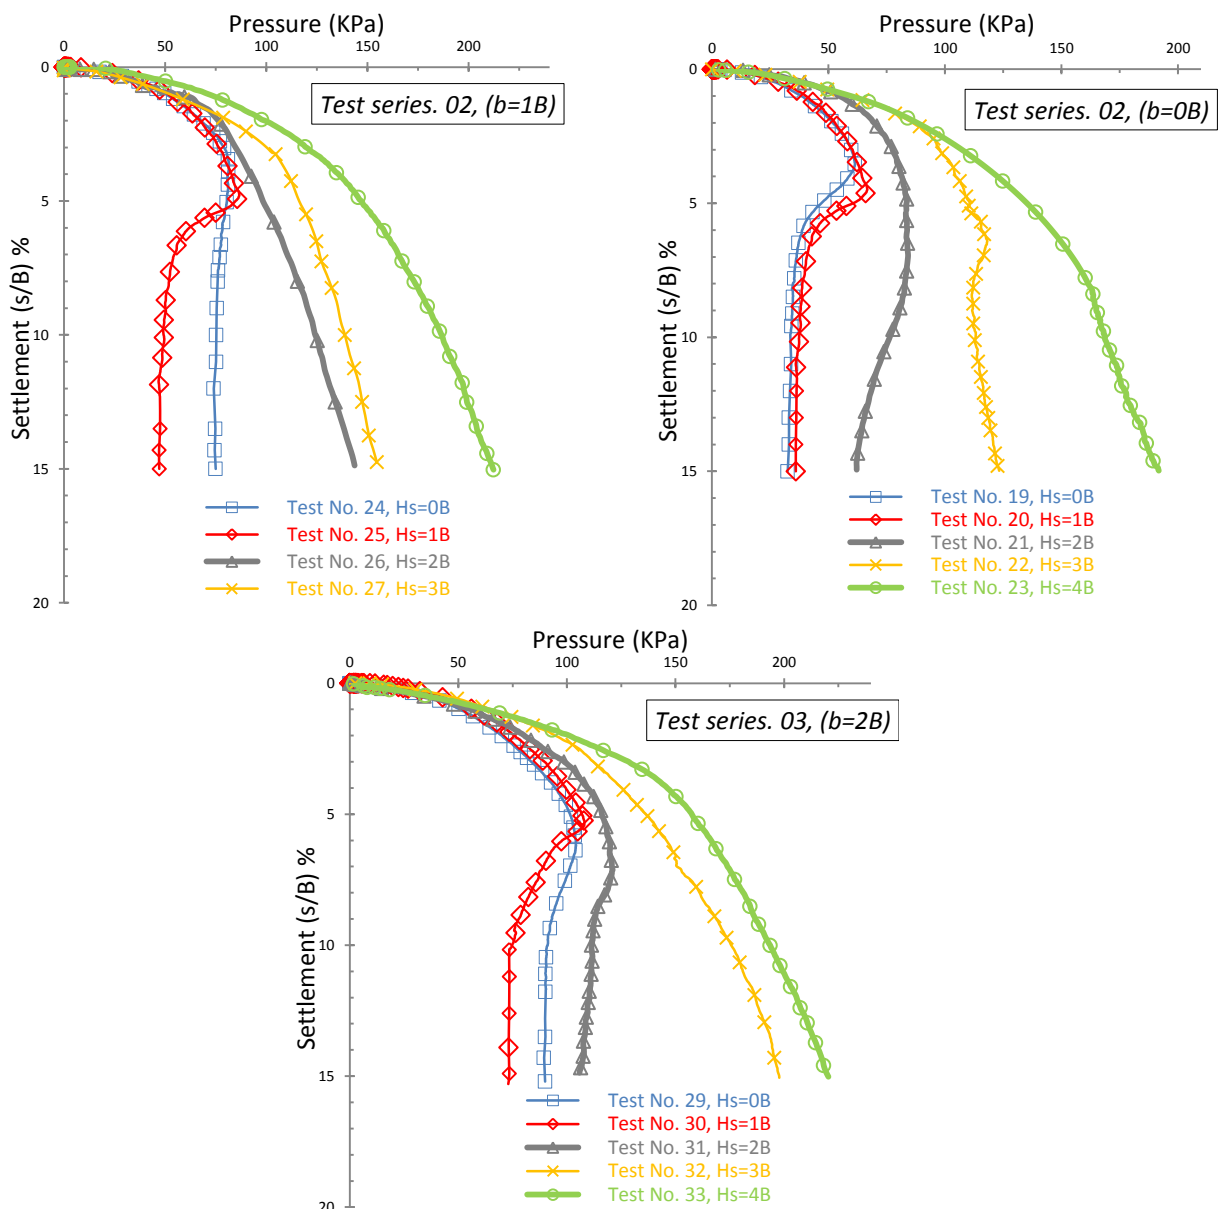 Pressure (KPa)
0 50 100 150 200
0
5
10
15
20
Settlement (s/B) %
Test series. 02, (b=1B)
Test No. 24, Hs=0B
Test No. 25, Hs=1B
Test No. 26, Hs=2B
Test No. 27, Hs=3B
Pressure (KPa)
0 50 100 150 200
0
5
10
15
20
Settlement (s/B) %
Test series. 02, (b=0B)
Test No. 19, Hs=0B
Test No. 20, Hs=1B
Test No. 21, Hs=2B
Test No. 22, Hs=3B
Test No. 23, Hs=4B
Pressure (KPa)
0 50 100 150 200
0
5
10
15
20
Settlement (s/B) %
Test series. 03, (b=2B)
Test No. 29, Hs=0B
Test No. 30, Hs=1B
Test No. 31, Hs=2B
Test No. 32, Hs=3B
Test No. 33, Hs=4B